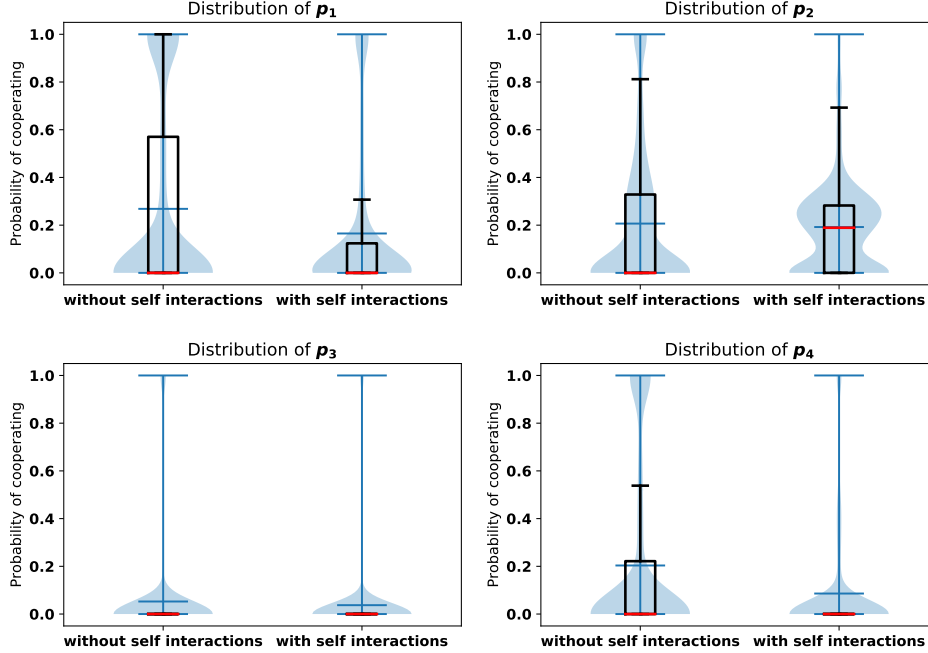 Distribution of p1
Probability of cooperating
1.0
0.8
0.6
0.4
0.2
0.0
without self interactions with self interactions
Distribution of p2
Probability of cooperating
1.0
0.8
0.6
0.4
0.2
0.0
without self interactions with self interactions
Distribution of p3
Probability of cooperating
1.0
0.8
0.6
0.4
0.2
0.0
without self interactions with self interactions
Distribution of p4
Probability of cooperating
1.0
0.8
0.6
0.4
0.2
0.0
without self interactions with self interactions